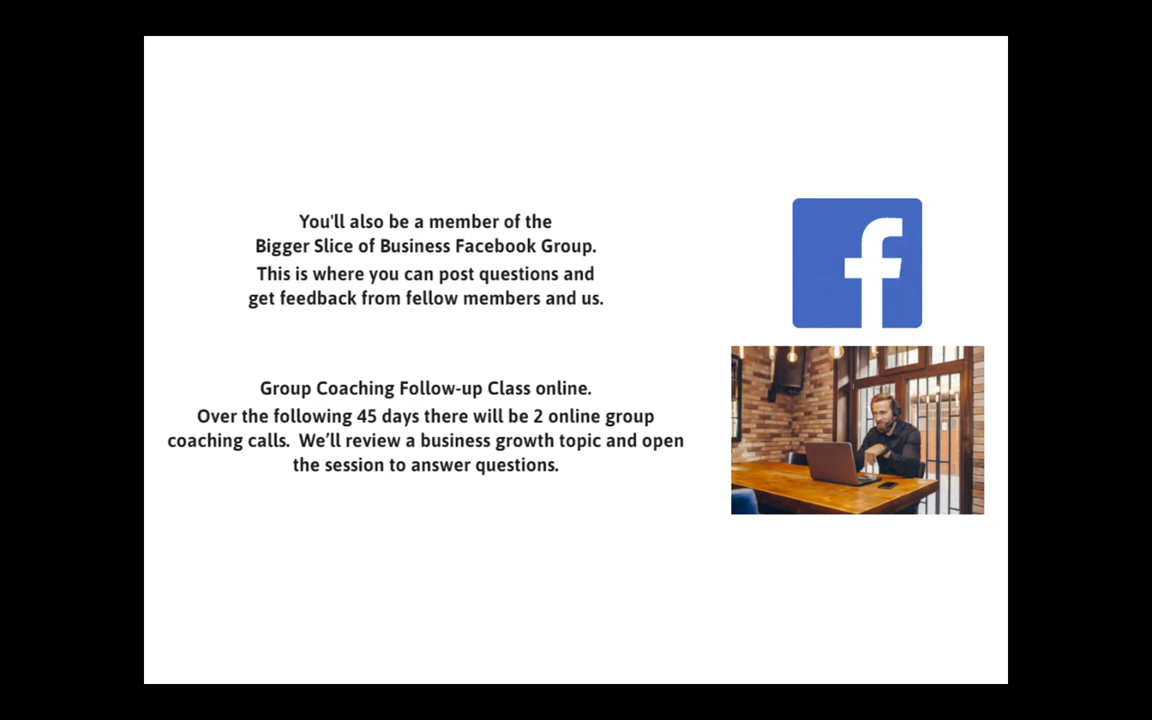 You'll also be a member of the
Bigger Slice of Business Facebook Group.
This is where you can post questions and
get feedback from fellow members and us.
Group Coaching Follow-up Class online.
Over the following 45 days there will be 2 online group
coaching calls.  We’ll review a business growth topic and open
the session to answer questions.